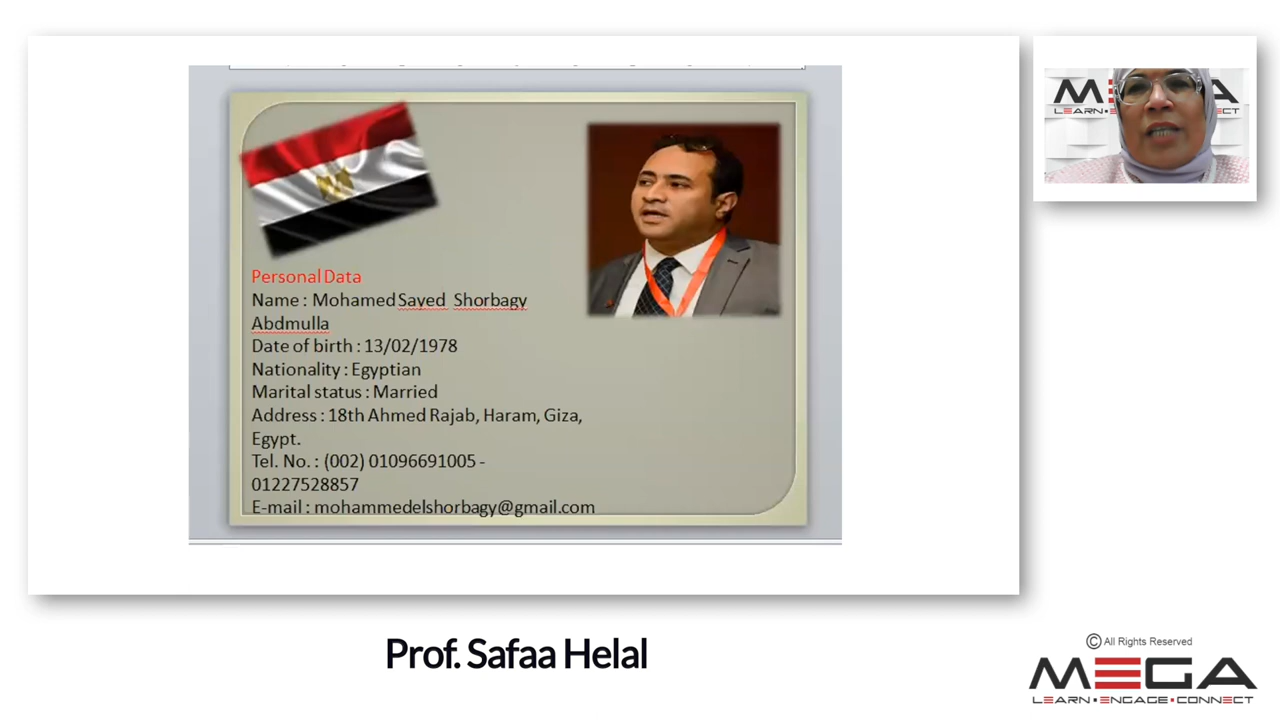 Personal Data
Name : Mohamed Sayed Shorbagy
Abdmulla
Date of birth : 13/02/1978
Nationality : Egyptian
Marital status : Married
Address : 18th Ahmed Rajab, Haram, Giza,
Egypt.
Tel. No. : (002) 01096691005 -
01227528857
E-mail : mohammedelshorbagy@gmail.com
Prof. Safaa Helal
© All Rights Reserved
MEGA
LEARN • ENGAGE • CONNECT